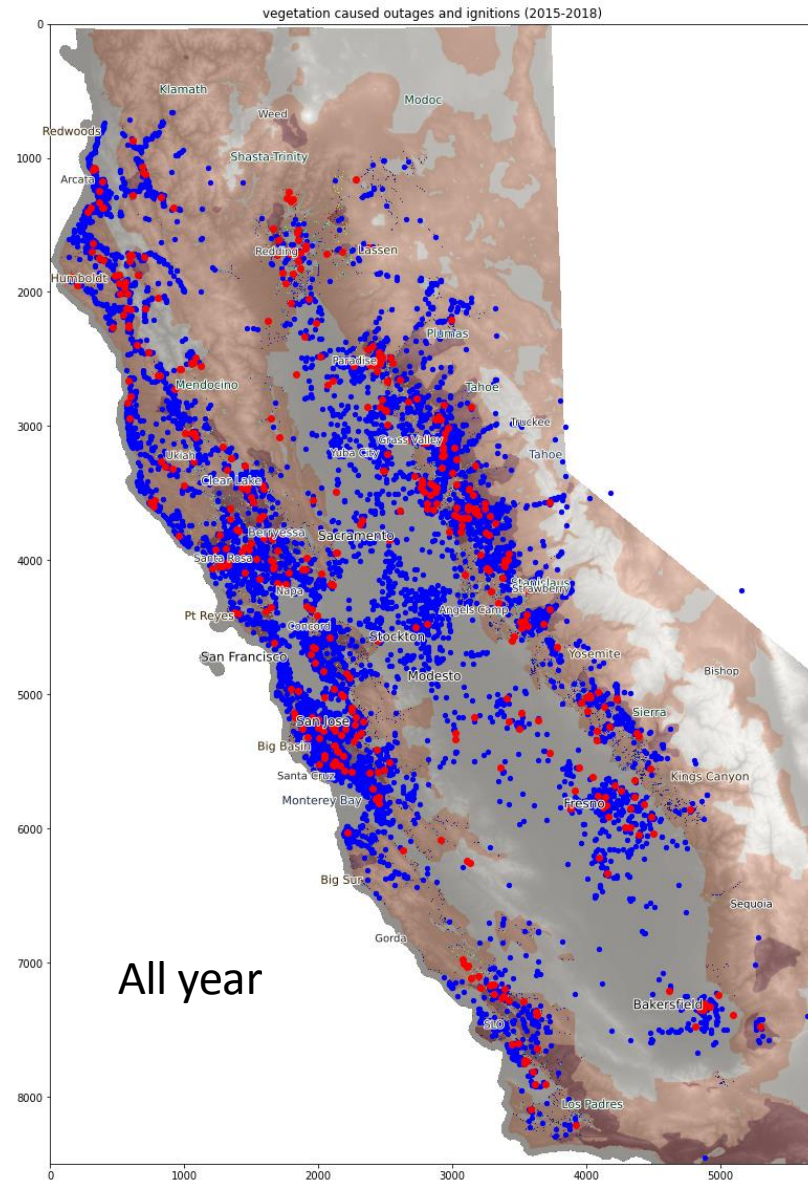 vegetation caused outages and ignitions (2015-2018)
0
Klamath
Modoc
Weed
Redwoods
1000
Shasta-Trinity
Arcata
Redding
Lassen
Humboldt
2000
Plumas
Paradise
Mendocino
Tahoe
3000
Truckee
Grass Valley
Ukiah
Yuba City
Tahoe
Clear Lake
Berryessa
Sacramento
4000
Santa Rosa
Stanislaus
Strawberry
Napa
Angels Camp
Pt Reyes
Concord
Stockton
San Francisco
Yosemite
Modesto
Bishop
5000
San Jose
Sierra
Big Basin
Santa Cruz
Kings Canyon
Monterey Bay
Fresno
6000
Big Sur
Sequoia
Gorda
7000
All year
Bakersfield
SLO
8000
Los Padres
0
1000
2000
3000
4000
5000